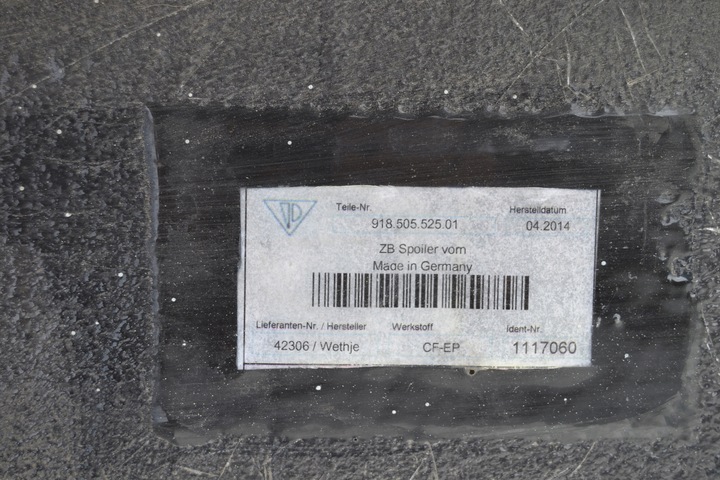 Teile-Nr. Herstelldatum
918.505.525.01 04.2014
ZB Spoiler vorn
Made in Germany
Lieferanten-Nr. / Hersteller Werkstoff Ident-Nr.
42306 / Wethje CF-EP 1117060